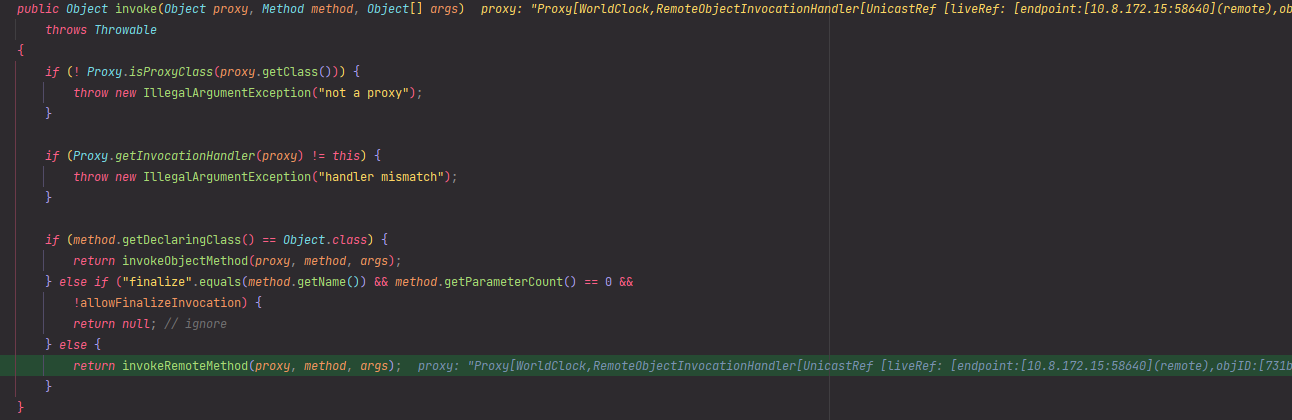 public Object invoke(Object proxy, Method method, Object[] args)  proxy: "Proxy[WorldClock,RemoteObjectInvocationHandler[UnicastRef [liveRef: [endpoint:[10.8.172.15:58640](remote),ob
    throws Throwable
{
    if (! Proxy.isProxyClass(proxy.getClass())) {
        throw new IllegalArgumentException("not a proxy");
    }
    if (Proxy.getInvocationHandler(proxy) != this) {
        throw new IllegalArgumentException("handler mismatch");
    }
    if (method.getDeclaringClass() == Object.class) {
        return invokeObjectMethod(proxy, method, args);
    } else if ("finalize".equals(method.getName()) && method.getParameterCount() == 0 &&
        !allowFinalizeInvocation) {
        return null; // ignore
    } else {
        return invokeRemoteMethod(proxy, method, args);  proxy: "Proxy[WorldClock,RemoteObjectInvocationHandler[UnicastRef [liveRef: [endpoint:[10.8.172.15:58640](remote),objID:[731b
    }
}